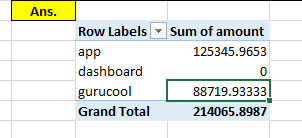 Ans.
Row Labels Sum of amount
app 125345.9653
dashboard 0
gurucool 88719.93333
Grand Total 214065.8987